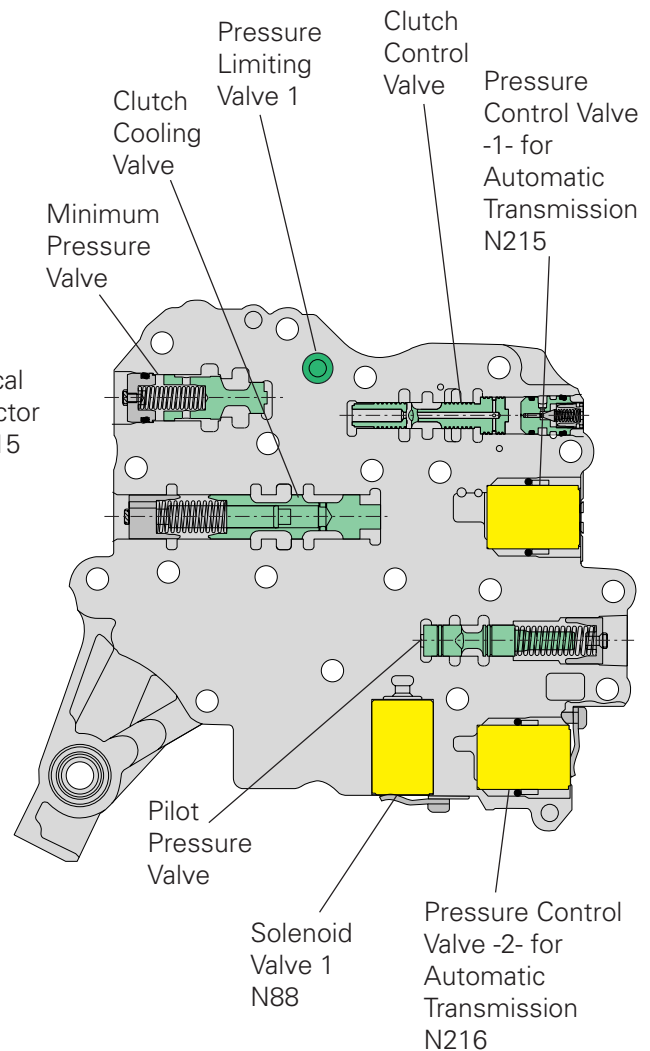 Pressure
Limiting
Valve 1
Clutch
Control
Valve
Pressure
Control Valve
-1- for
Automatic
Transmission
N215
Clutch
Cooling
Valve
Minimum
Pressure
Valve
cal
ctor
15
Pilot
Pressure
Valve
Solenoid
Valve 1
N88
Pressure Control
Valve -2- for
Automatic
Transmission
N216